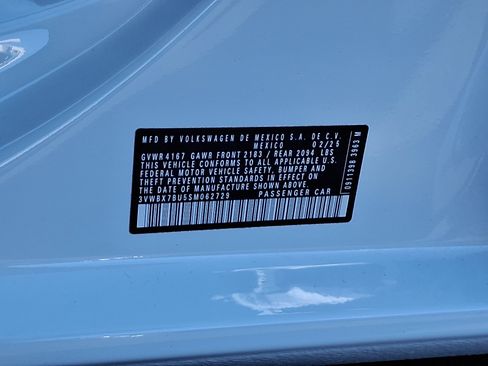 MFD BY VOLKSWAGEN DE MEXICO S.A. DE C.V.
MEXICO 02/25
GVWR 4167 GAWR FRONT 2183 / REAR 2094 LBS
THIS VEHICLE CONFORMS TO ALL APPLICABLE U.S.
FEDERAL MOTOR VEHICLE SAFETY, BUMPER AND
THEFT PREVENTION STANDARDS IN EFFECT ON
THE DATE OF MANUFACTURE SHOWN ABOVE.
3VWBX7BU5SM062729 PASSENGER CAR
0911398 3963 M